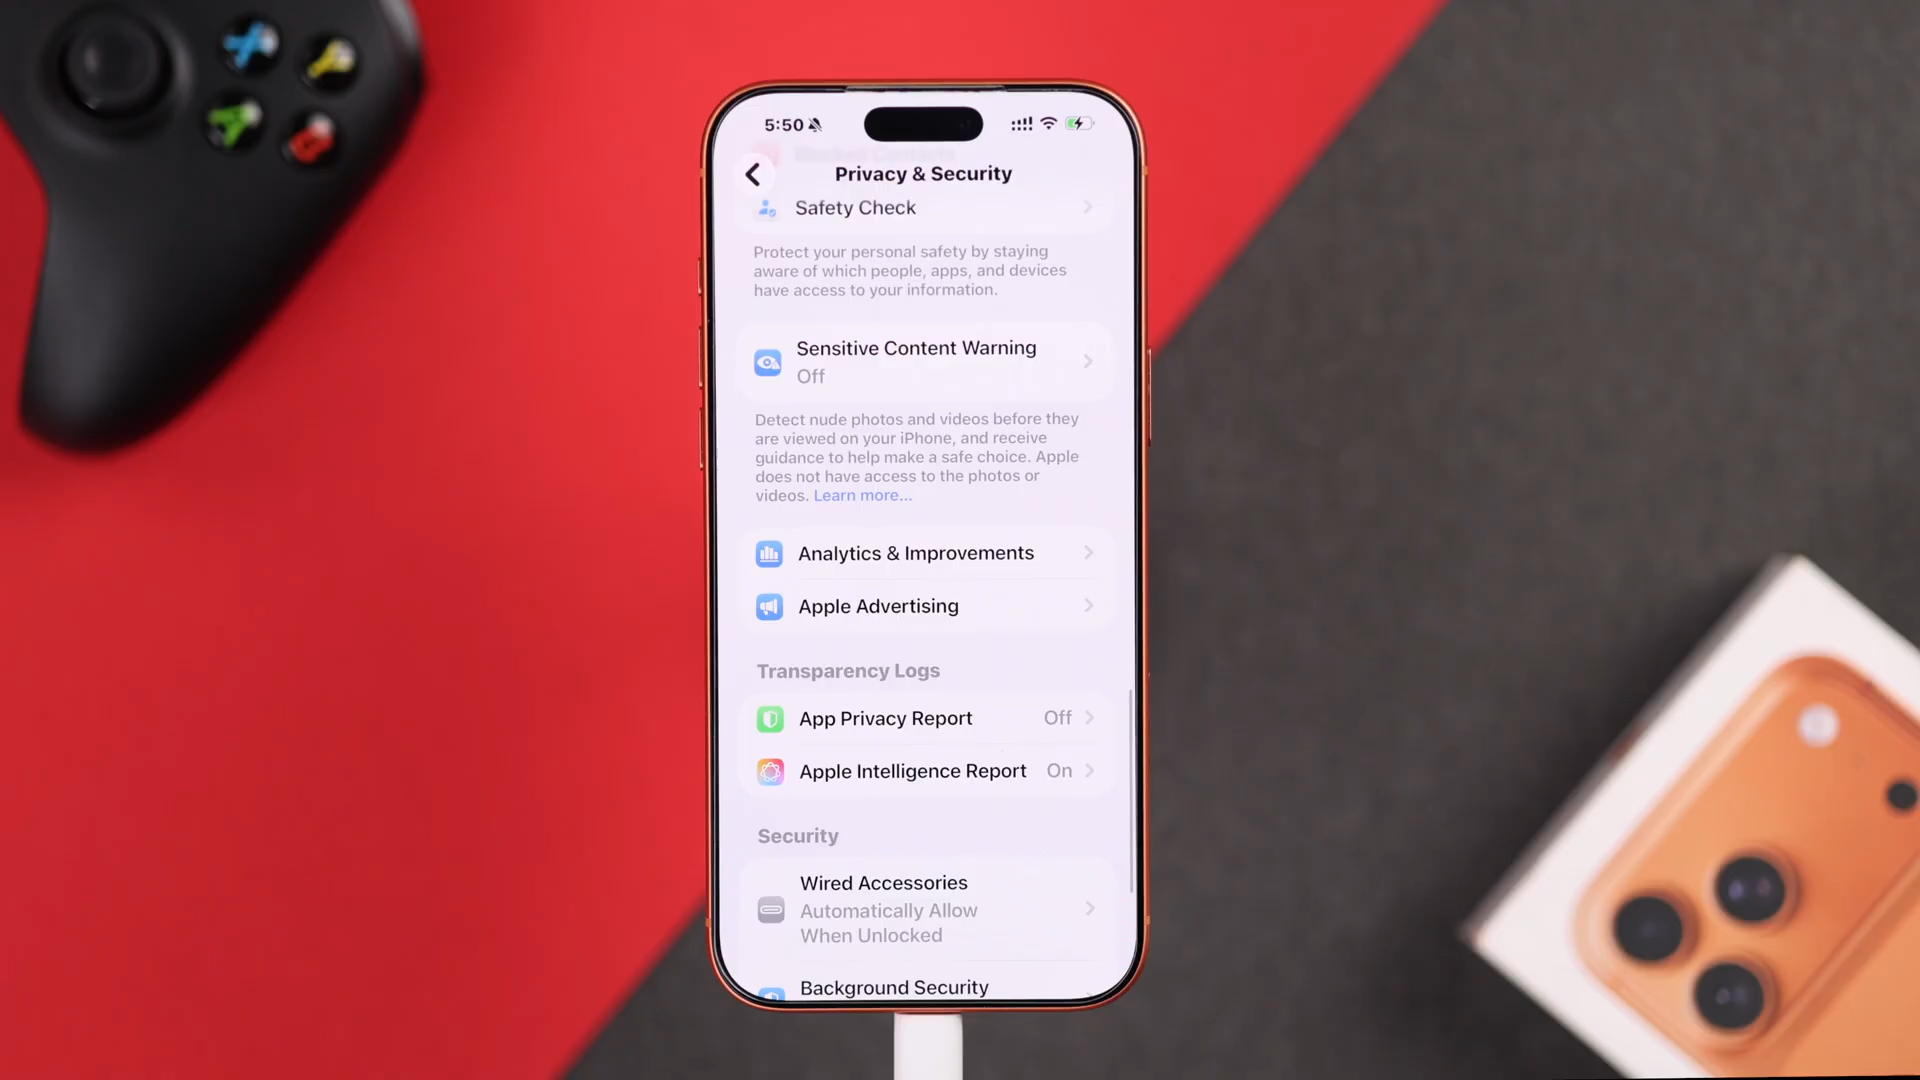 5:50
Blocked Contacts
Privacy & Security
Safety Check
Protect your personal safety by staying
aware of which people, apps, and devices
have access to your information.
Sensitive Content Warning
Off
Detect nude photos and videos before they
are viewed on your iPhone, and receive
guidance to help make a safe choice. Apple
does not have access to the photos or
videos. Learn more...
Analytics & Improvements
Apple Advertising
Transparency Logs
App Privacy Report Off
Apple Intelligence Report On
Security
Wired Accessories
Automatically Allow
When Unlocked
Background Security
X
Y
A
B